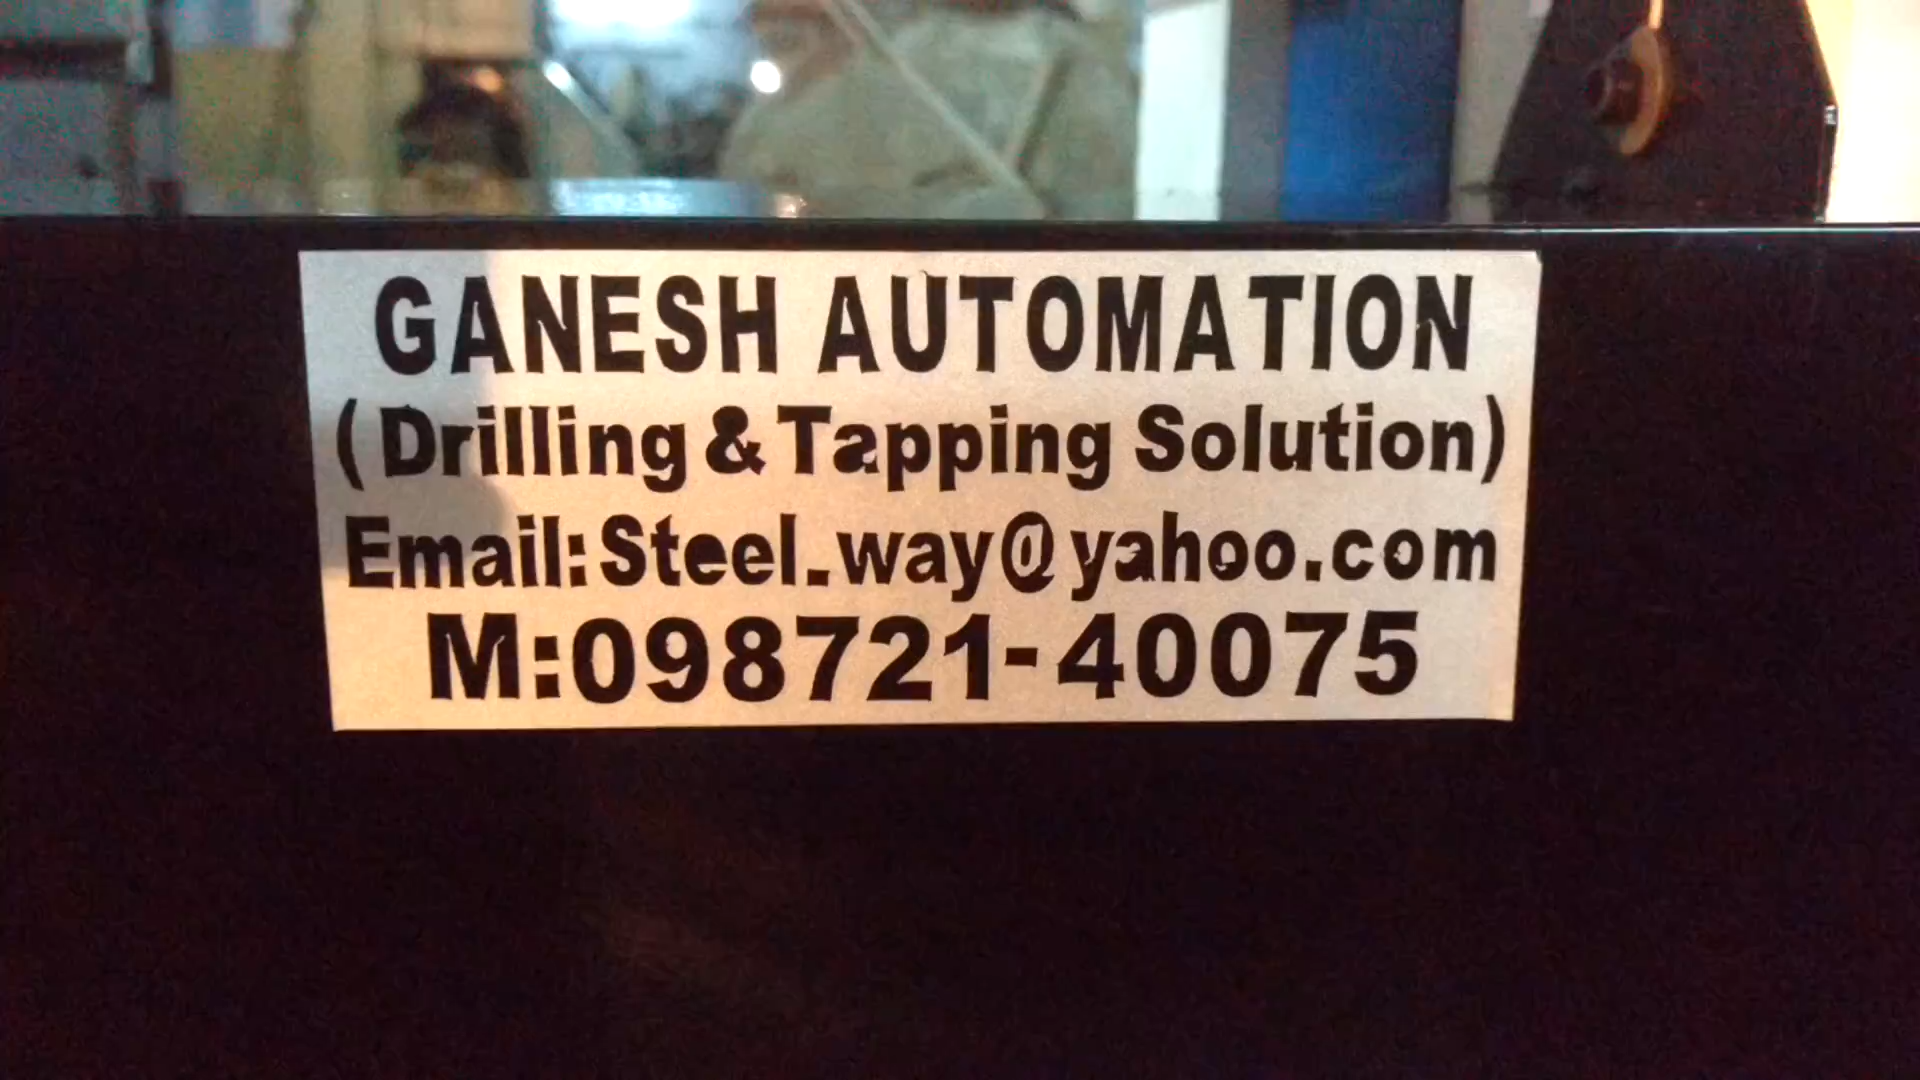 GANESH AUTOMATION
(Drilling & Tapping Solution)
Email:Steel.way@yahoo.com
M:098721-40075